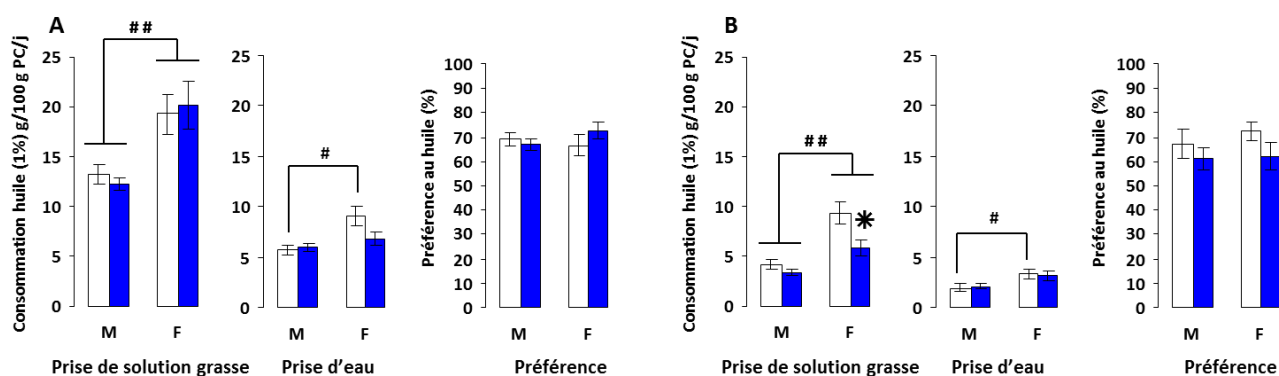 A
Consommation huile (1%) g/100 g PC/j
25
20
15
10
5
0
# #
M F
Prise de solution grasse
25
20
15
10
5
0
#
M F
Prise d'eau
Préférence au huile (%)
100
90
80
70
60
50
40
30
20
10
0
M F
Préférence
B
Consommation huile (1%) g/100 g PC/j
25
20
15
10
5
0
# #
*
M F
Prise de solution grasse
25
20
15
10
5
0
#
M F
Prise d'eau
Préférence au huile (%)
100
90
80
70
60
50
40
30
20
10
0
M F
Préférence